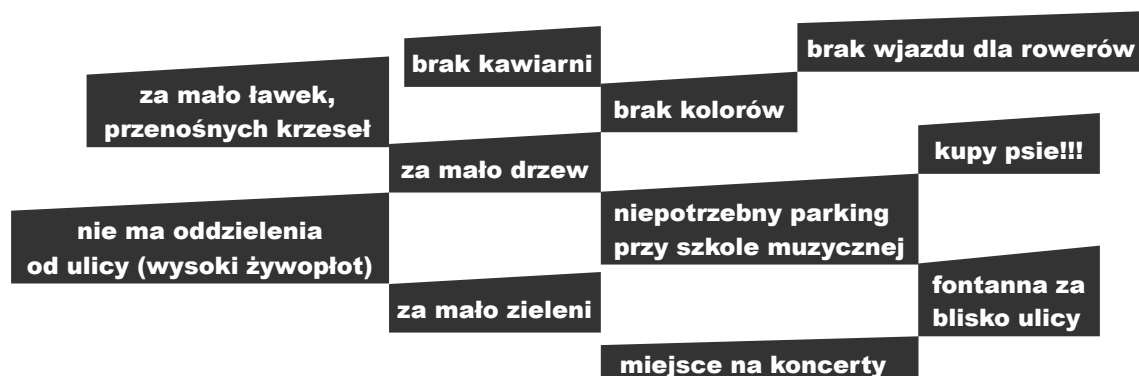 brak wjazdu dla rowerów
brak kawiarni
za mało ławek,
przenośnych krzeseł
brak kolorów
kupy psie!!!
za mało drzew
niepotrzebny parking
przy szkole muzycznej
nie ma oddzielenia
od ulicy (wysoki żywopłot)
fontanna za
blisko ulicy
za mało zieleni
miejsce na koncerty